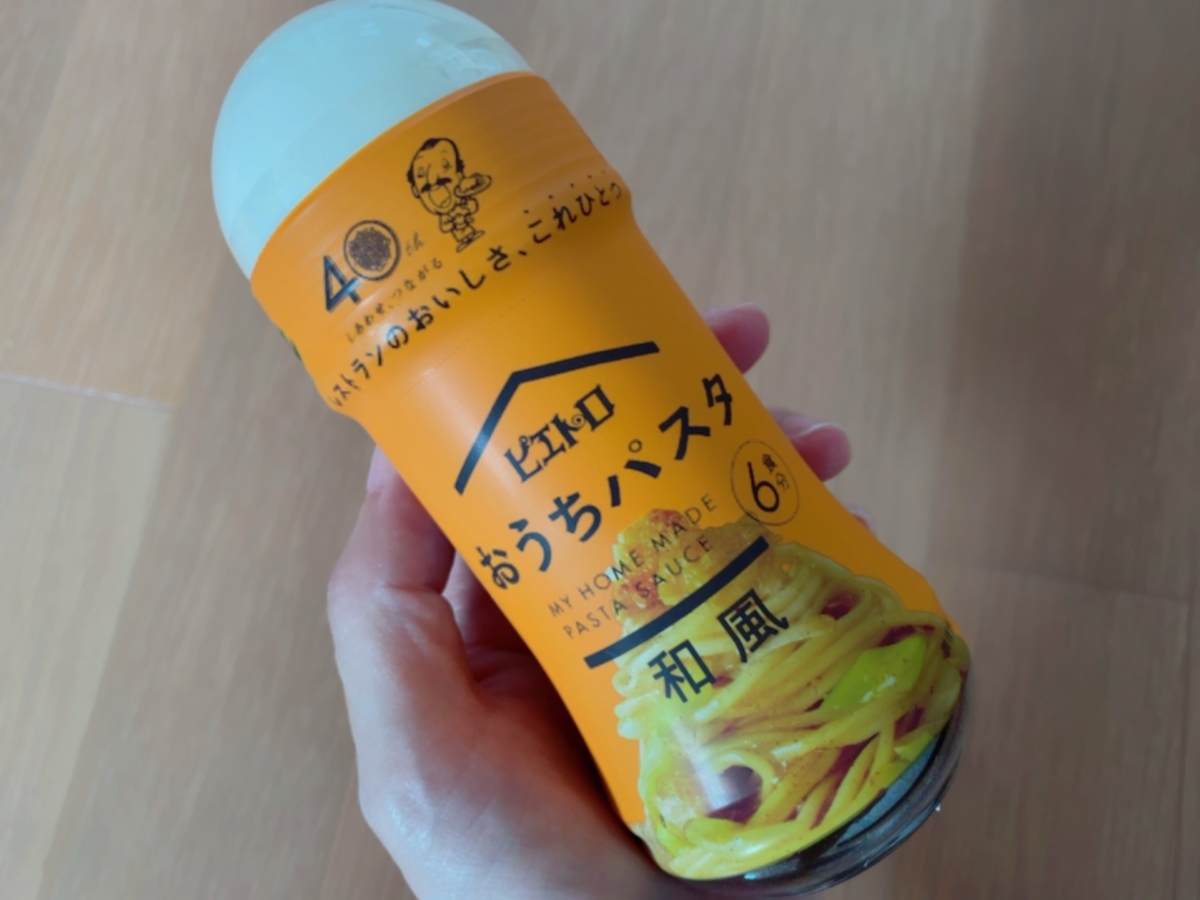 40th
しあわせ、つながる
レストランのおいしさ、これひとつ
ピエトロ
おうちパスタ
6食分
MY HOME MADE
PASTA SAUCE
和風